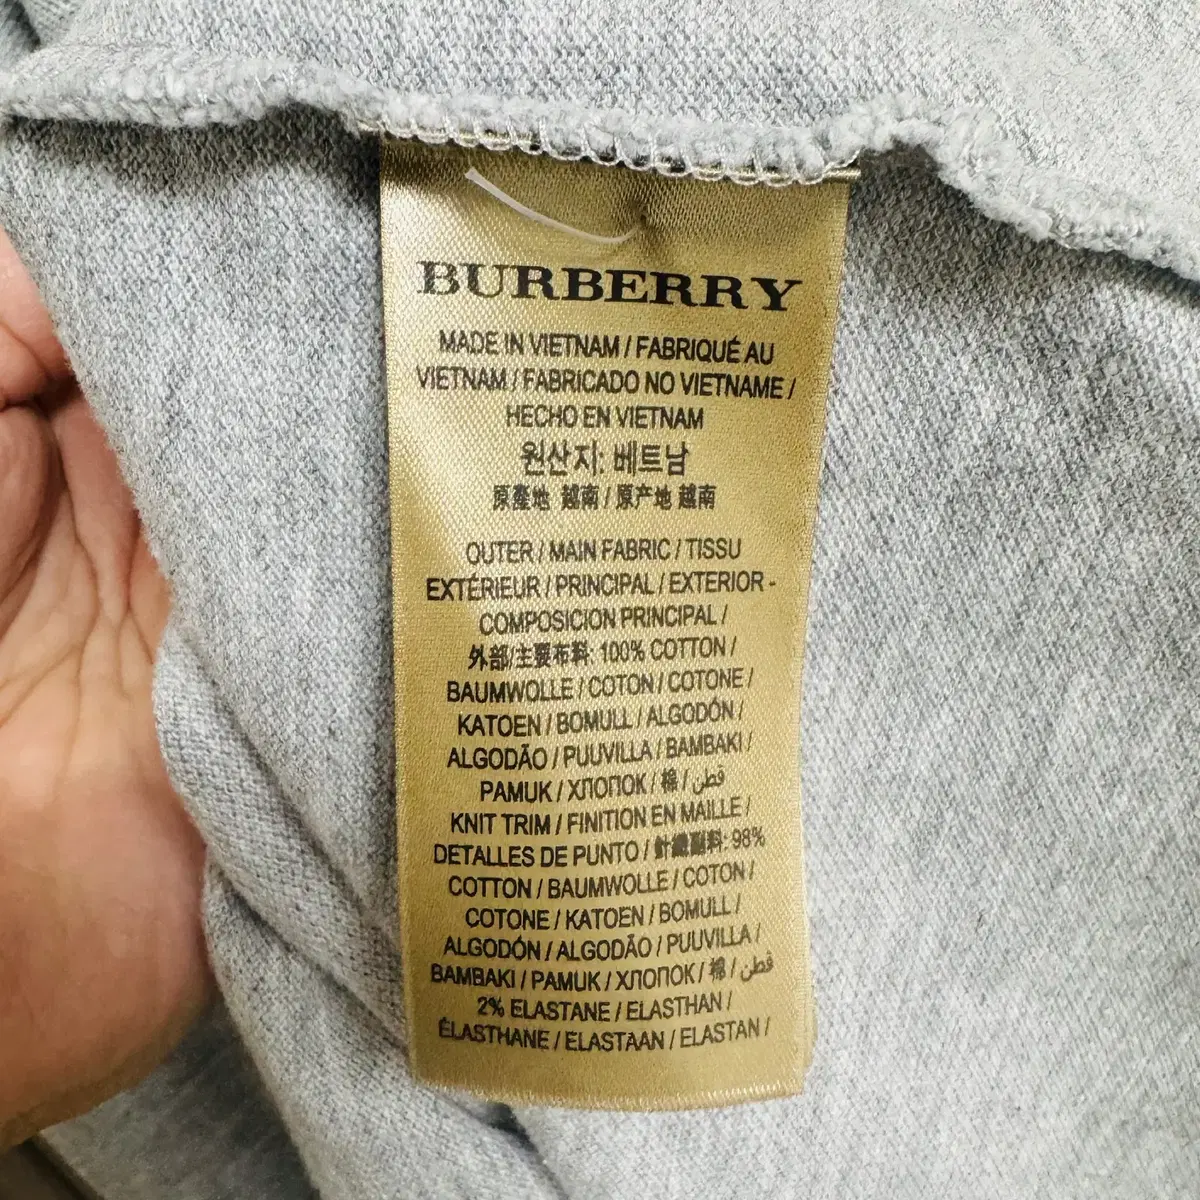 BURBERRY
MADE IN VIETNAM / FABRIQUÉ AU
VIETNAM / FABRICADO NO VIETNAME /
HECHO EN VIETNAM
원산지: 베트남
原產地 越南 / 原产地 越南
OUTER / MAIN FABRIC / TISSU
EXTÉRIEUR / PRINCIPAL / EXTERIOR -
COMPOSICION PRINCIPAL /
外部/主要布料: 100% COTTON /
BAUMWOLLE / COTON / COTONE /
KATOEN / BOMULL / ALGODÓN /
ALGODÃO / PUUVILLA / BAMBAKI /
PAMUK / ХЛОПОК / 棉 / قطن
KNIT TRIM / FINITION EN MAILLE /
DETALLES DE PUNTO / 針織副料: 98%
COTTON / BAUMWOLLE / COTON /
COTONE / KATOEN / BOMULL /
ALGODÓN / ALGODÃO / PUUVILLA /
BAMBAKI / PAMUK / ХЛОПОК / 棉 / قطن
2% ELASTANE / ELASTHAN /
ÉLASTHANE / ELASTAAN / ELASTAN /